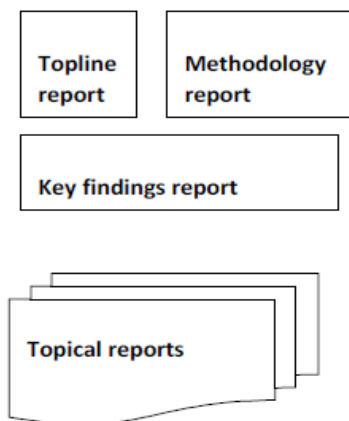 Topline
report
Methodology
report
Key findings report
Topical reports